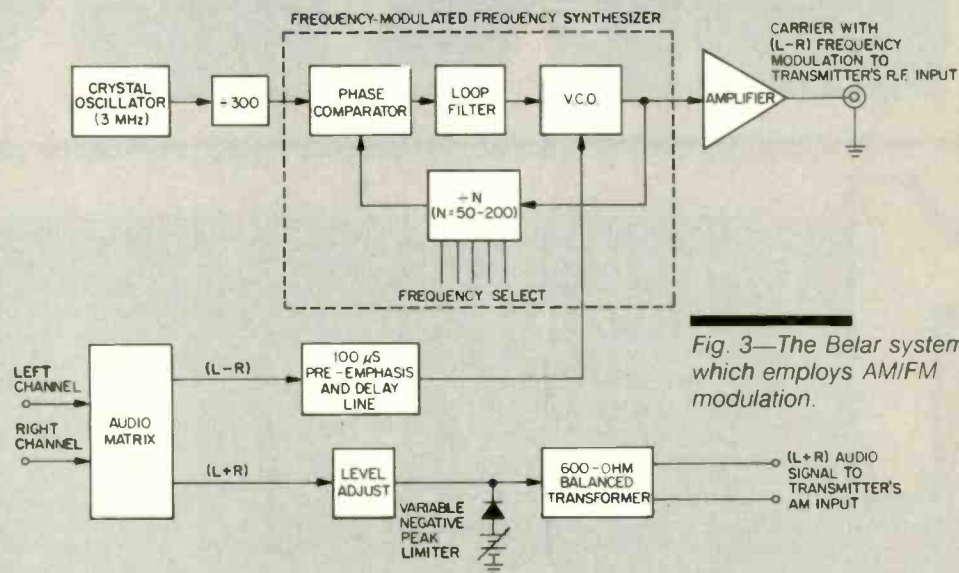 FREQUENCY-MODULATED FREQUENCY SYNTHESIZER
CARRIER WITH
(L-R) FREQUENCY
MODULATION TO
TRANSMITTER'S R.F. INPUT
CRYSTAL
OSCILLATOR
(3 MHz)
÷300
PHASE
COMPARATOR
LOOP
FILTER
V.C.O.
AMPLIFIER
÷N
(N=50-200)
FREQUENCY SELECT
LEFT
CHANNEL
RIGHT
CHANNEL
AUDIO
MATRIX
(L-R)
100 µS
PRE-EMPHASIS
AND DELAY
LINE
(L+R)
LEVEL
ADJUST
VARIABLE
NEGATIVE
PEAK
LIMITER
600-OHM
BALANCED
TRANSFORMER
(L+R) AUDIO
SIGNAL TO
TRANSMITTER'S
AM INPUT
Fig. 3—The Belar system
which employs AM/FM
modulation.